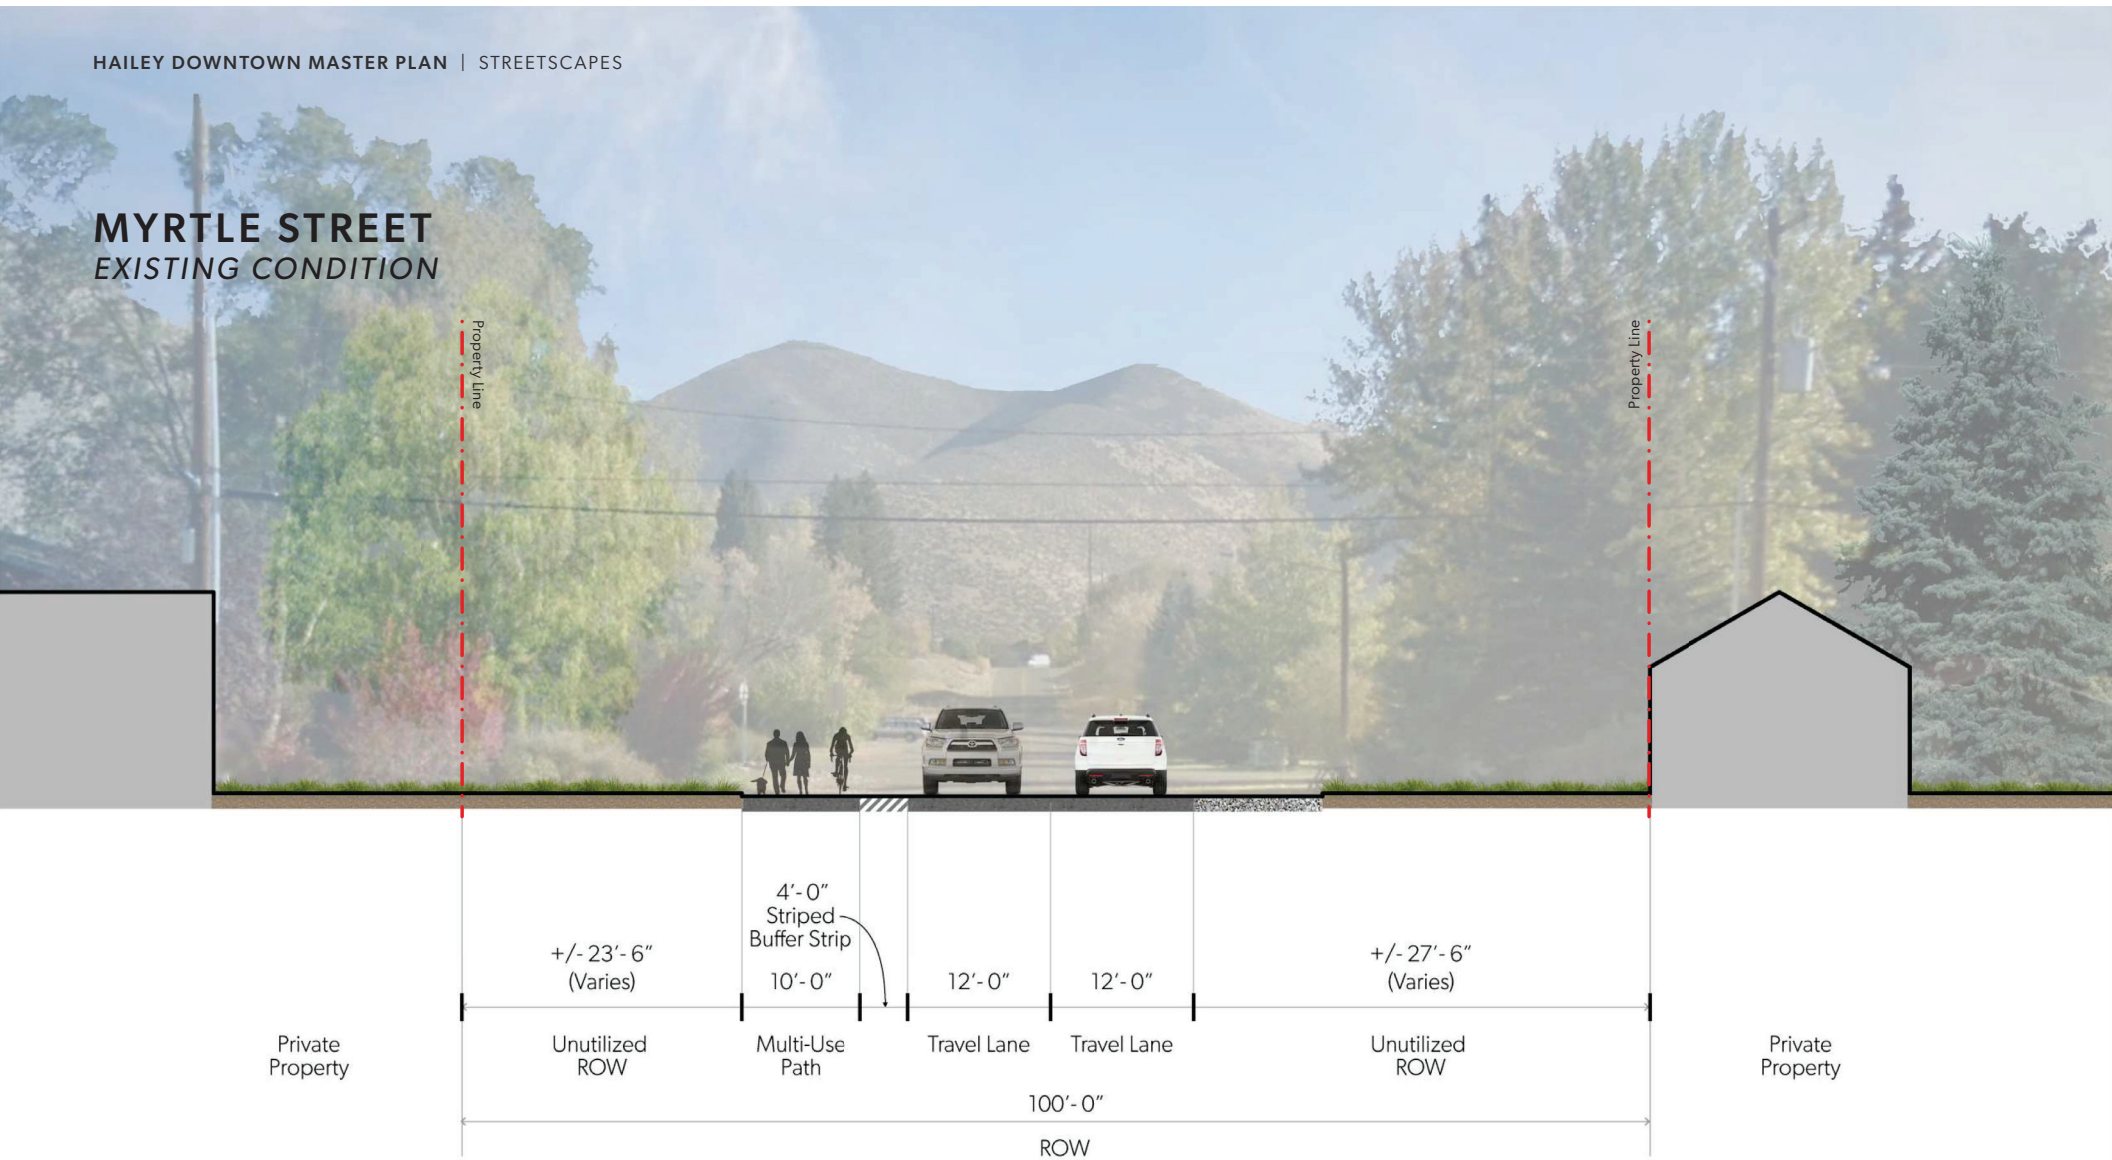 HAILEY DOWNTOWN MASTER PLAN | STREETSCAPES
MYRTLE STREET
EXISTING CONDITION
Property Line
Property Line
4'-0"
Striped
Buffer Strip
+/- 23'-6"
(Varies)
10'-0"
12'-0"
12'-0"
+/- 27'-6"
(Varies)
Private
Property
Unutilized
ROW
Multi-Use
Path
Travel Lane
Travel Lane
Unutilized
ROW
Private
Property
100'-0"
ROW